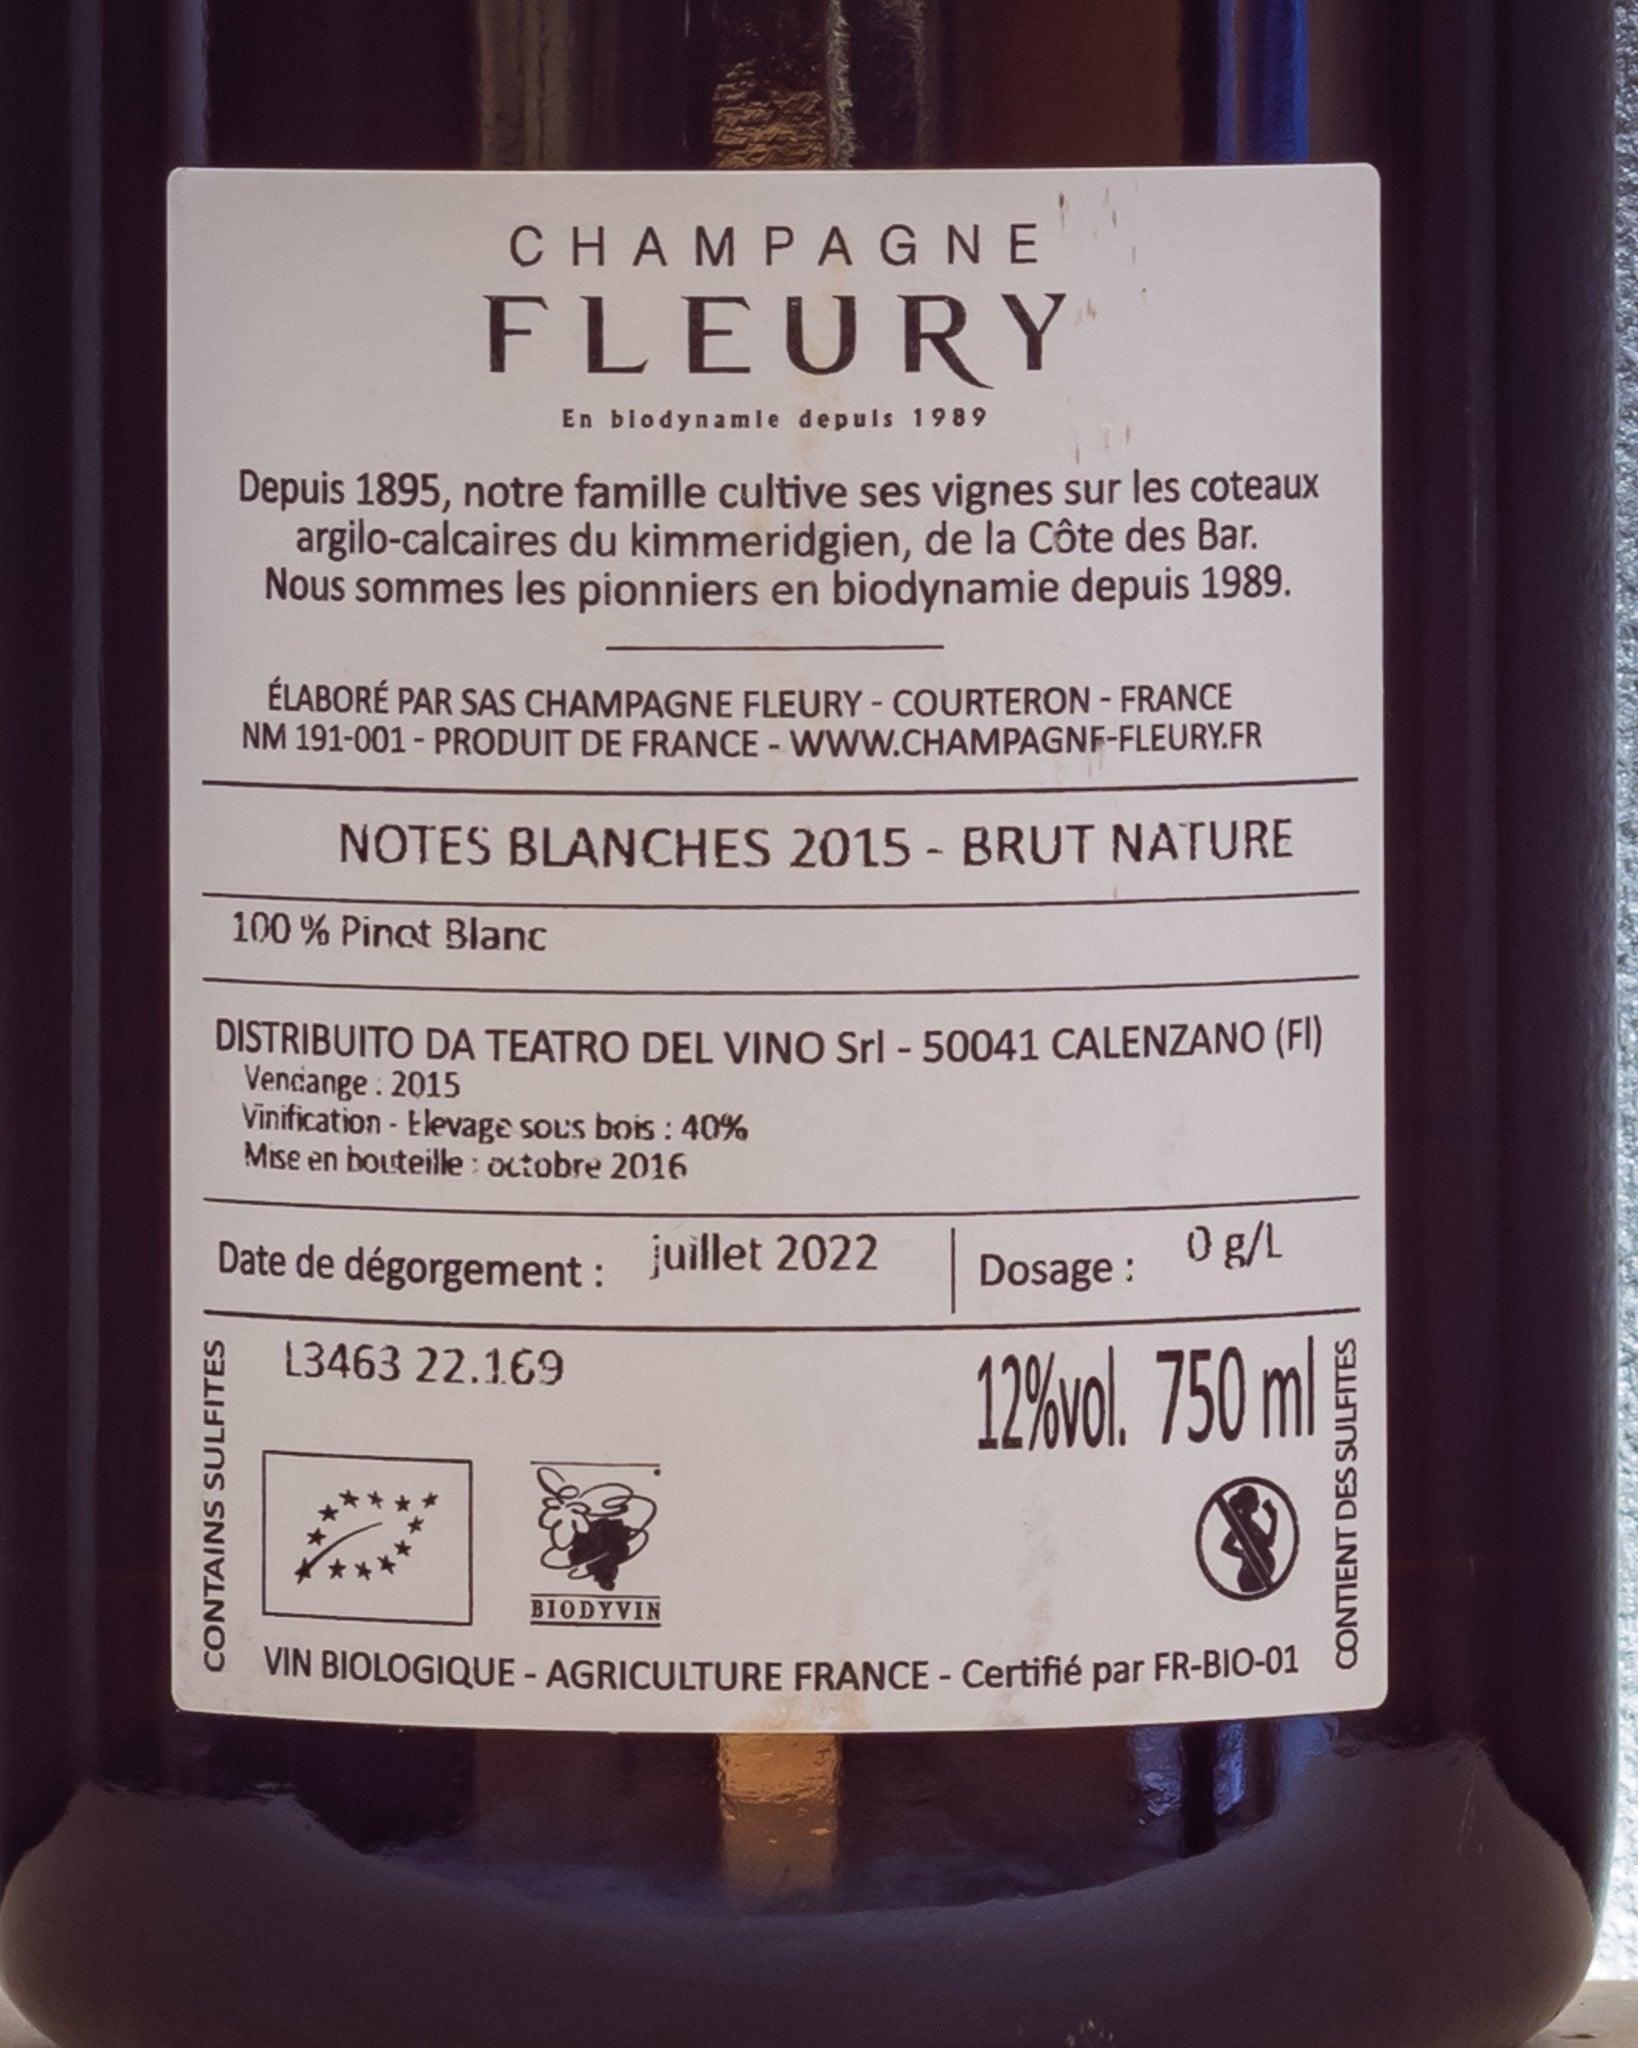 CHAMPAGNE
FLEURY
En biodynamie depuis 1989
Depuis 1895, notre famille cultive ses vignes sur les coteaux
argilo-calcaires du kimmeridgien, de la Côte des Bar.
Nous sommes les pionniers en biodynamie depuis 1989.
ÉLABORÉ PAR SAS CHAMPAGNE FLEURY - COURTERON - FRANCE
NM 191-001 - PRODUIT DE FRANCE - WWW.CHAMPAGNE-FLEURY.FR
NOTES BLANCHES 2015 - BRUT NATURE
100 % Pinot Blanc
DISTRIBUITO DA TEATRO DEL VINO Srl - 50041 CALENZANO (FI)
Vendange : 2015
Vinification - Elevage sous bois : 40%
Mise en bouteille : octobre 2016
Date de dégorgement : juillet 2022
Dosage : 0 g/L
CONTAINS SULFITES
L3463 22.169
12%vol. 750 ml
CONTIENT DES SULFITES
BIODYVIN
VIN BIOLOGIQUE - AGRICULTURE FRANCE - Certifié par FR-BIO-01